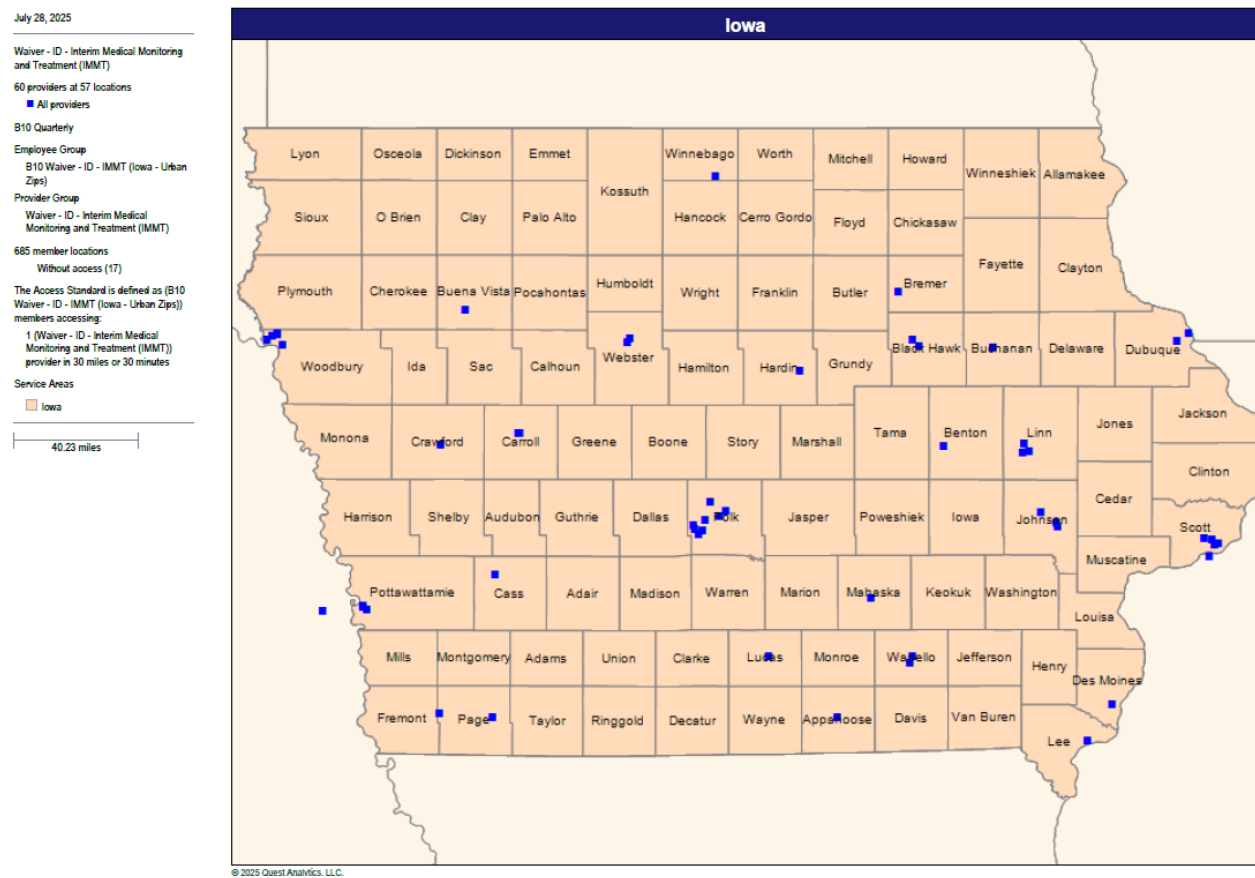 July 28, 2025
Waiver - ID - Interim Medical Monitoring
and Treatment (IMMT)
60 providers at 57 locations
All providers
B10 Quarterly
Employee Group
B10 Waiver - ID - IMMT (Iowa - Urban
Zips)
Provider Group
Waiver - ID - Interim Medical
Monitoring and Treatment (IMMT)
685 member locations
Without access (17)
The Access Standard is defined as (B10
Waiver - ID - IMMT (Iowa - Urban Zips))
members accessing:
1 (Waiver - ID - Interim Medical
Monitoring and Treatment (IMMT))
provider in 30 miles or 30 minutes
Service Areas
Iowa
40.23 miles
Iowa
Lyon Osceola Dickinson Emmet Winnebago Worth Mitchell Howard
Winneshiek Allamakee
Kossuth
Sioux O Brien Clay Palo Alto Hancock Cerro Gordo Floyd Chickasaw
Fayette Clayton
Plymouth Cherokee Buena Vista Pocahontas Humboldt Wright Franklin Butler Bremer
Woodbury Ida Sac Calhoun Webster Hamilton Hardin Grundy Black Hawk Buchanan Delaware Dubuque
Jackson
Monona Crawford Carroll Greene Boone Story Marshall Tama Benton Linn Jones
Clinton
Harrison Shelby Audubon Guthrie Dallas Polk Jasper Poweshiek Iowa Johnson Cedar
Scott
Muscatine
Pottawattamie Cass Adair Madison Warren Marion Mahaska Keokuk Washington
Louisa
Mills Montgomery Adams Union Clarke Lucas Monroe Wapello Jefferson Henry
Des Moines
Fremont Page Taylor Ringgold Decatur Wayne Appanoose Davis Van Buren
Lee
© 2025 Quest Analytics, LLC.